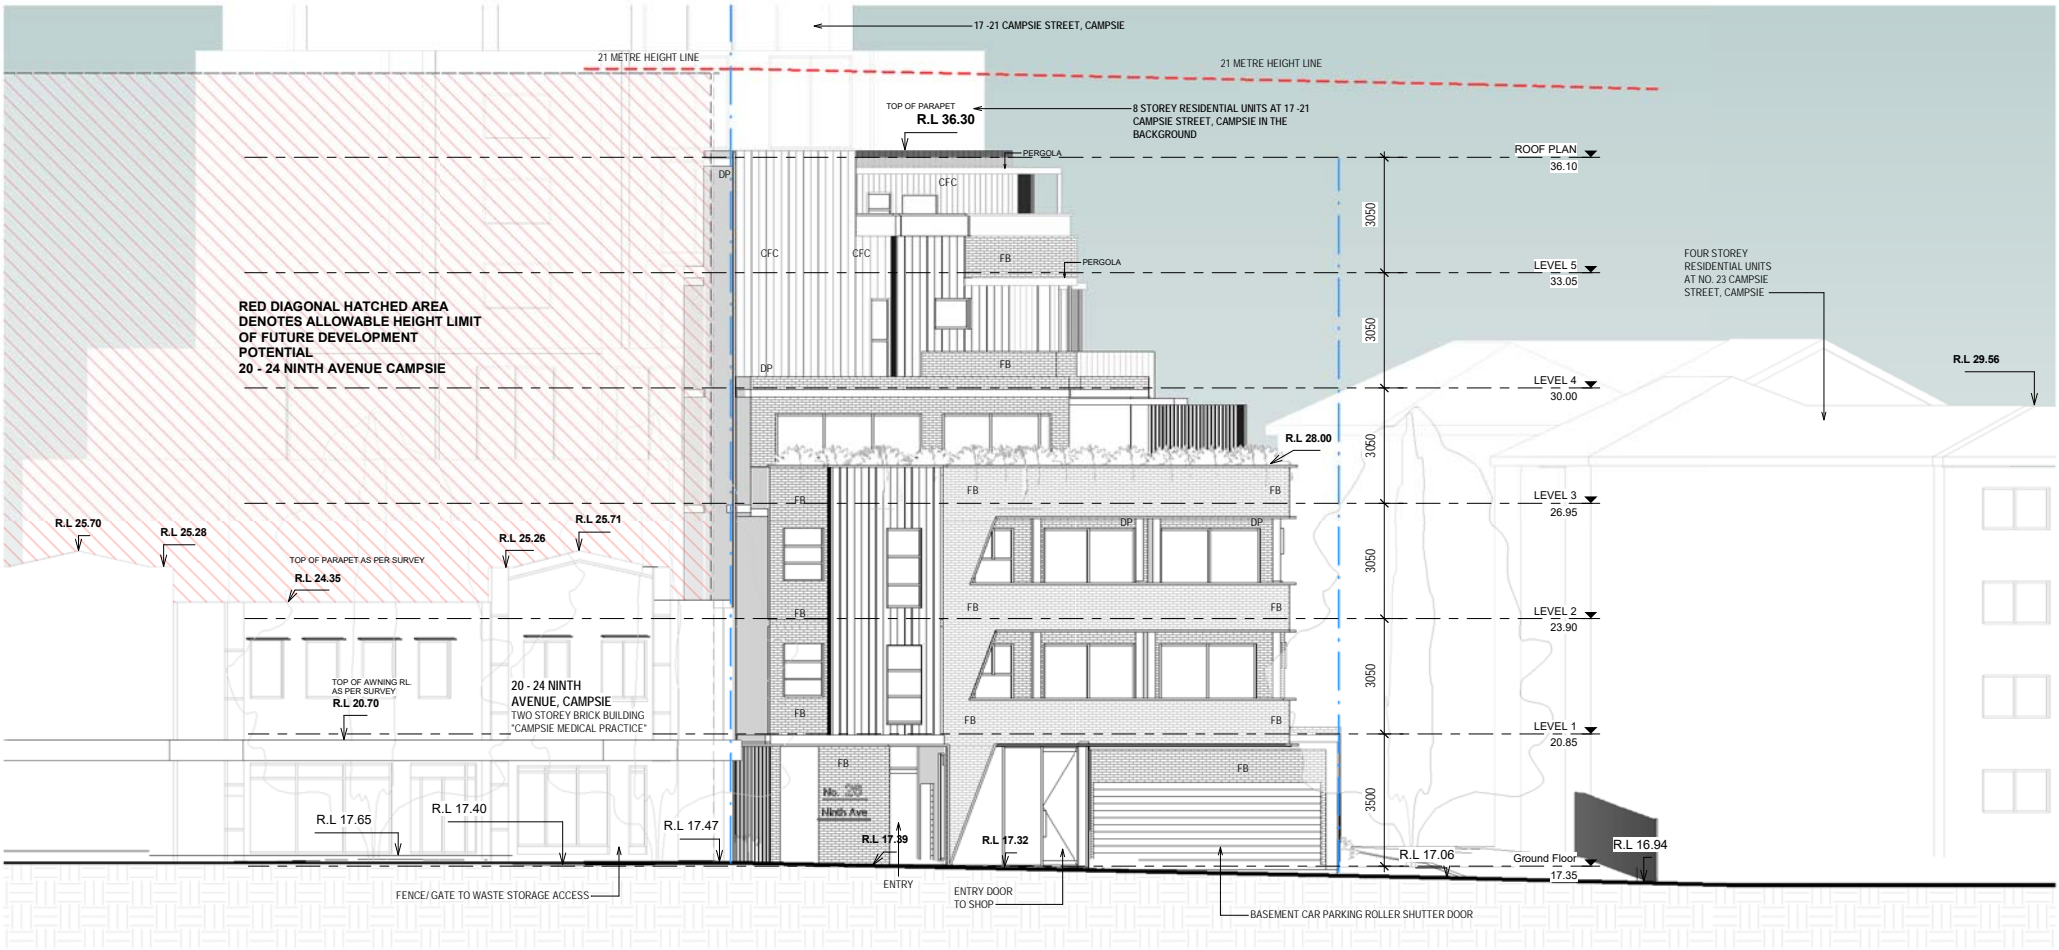 17 -21 CAMPSIE STREET, CAMPSIE
21 METRE HEIGHT LINE
21 METRE HEIGHT LINE
TOP OF PARAPET
R.L 36.30
8 STOREY RESIDENTIAL UNITS AT 17 -21
CAMPSIE STREET, CAMPSIE IN THE
BACKGROUND
PERGOLA
ROOF PLAN
36.10
DP
CFC
3050
CFC
CFC
FB
PERGOLA
LEVEL 5
33.05
FOUR STOREY
RESIDENTIAL UNITS
AT NO. 23 CAMPSIE
STREET, CAMPSIE
RED DIAGONAL HATCHED AREA
DENOTES ALLOWABLE HEIGHT LIMIT
OF FUTURE DEVELOPMENT
POTENTIAL
20 - 24 NINTH AVENUE CAMPSIE
3050
DP
FB
R.L 29.56
LEVEL 4
30.00
R.L 28.00
3050
FB
FB
FB
LEVEL 3
26.95
R.L 25.70
R.L 25.28
R.L 25.26
R.L 25.71
DP
DP
TOP OF PARAPET AS PER SURVEY
R.L 24.35
3050
FB
FB
FB
LEVEL 2
23.90
TOP OF AWNING RL.
AS PER SURVEY
R.L 20.70
20 - 24 NINTH
AVENUE, CAMPSIE
TWO STOREY BRICK BUILDING
"CAMPSIE MEDICAL PRACTICE"
3050
FB
FB
FB
LEVEL 1
20.85
FB
FB
No. 26
Ninth Ave
3500
R.L 17.65
R.L 17.40
R.L 17.47
R.L 17.39
R.L 17.32
R.L 17.06
Ground Floor
17.35
R.L 16.94
FENCE/ GATE TO WASTE STORAGE ACCESS
ENTRY
ENTRY DOOR
TO SHOP
BASEMENT CAR PARKING ROLLER SHUTTER DOOR